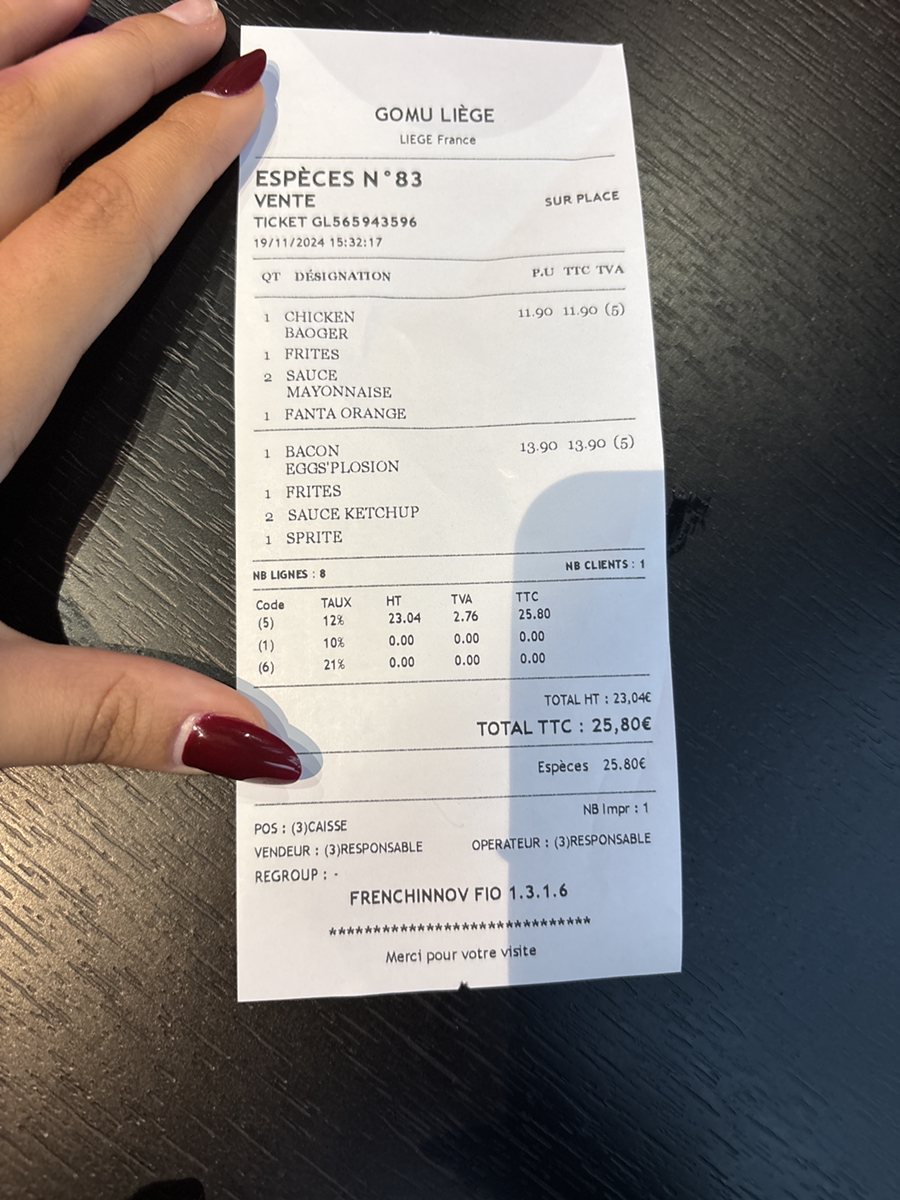 GOMU LIÈGE
LIEGE France
ESPÈCES N°83
VENTE SUR PLACE
TICKET GL565943596
19/11/2024 15:32:17
QT DÉSIGNATION P.U TTC TVA
1 CHICKEN 11.90 11.90 (5)
BAOGER
1 FRITES
2 SAUCE
MAYONNAISE
1 FANTA ORANGE
1 BACON 13.90 13.90 (5)
EGGS'PLOSION
1 FRITES
2 SAUCE KETCHUP
1 SPRITE
NB LIGNES : 8 NB CLIENTS : 1
Code TAUX HT TVA TTC
(5) 12% 23.04 2.76 25.80
(1) 10% 0.00 0.00 0.00
(6) 21% 0.00 0.00 0.00
TOTAL HT : 23,04€
TOTAL TTC : 25,80€
Espèces 25.80€
NB Impr : 1
POS : (3)CAISSE
VENDEUR : (3)RESPONSABLE OPERATEUR : (3)RESPONSABLE
REGROUP : -
FRENCHINNOV FIO 1.3.1.6
******************************
Merci pour votre visite